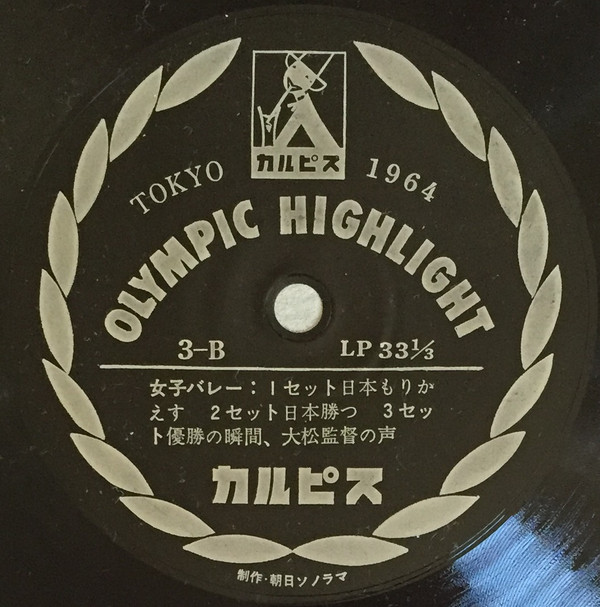 カルピス
TOKYO 1964
OLYMPIC HIGHLIGHT
3-B LP 33⅓
女子バレー：1セット日本もりか
えす 2セット日本勝つ 3セッ
ト優勝の瞬間、大松監督の声
カルピス
制作・朝日ソノラマ